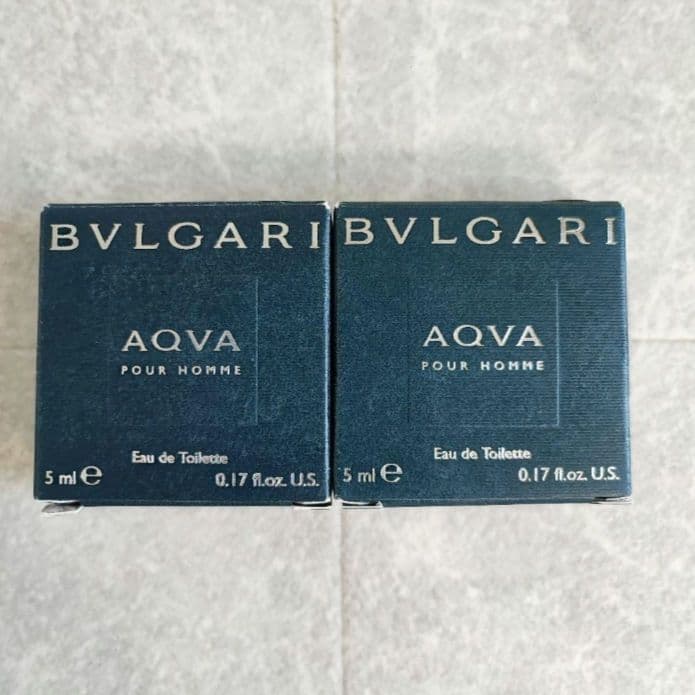 BVLGARI
AQVA
POUR HOMME
Eau de Toilette
5 ml ℮ 0.17 fl.oz. U.S.
BVLGARI
AQVA
POUR HOMME
Eau de Toilette
5 ml ℮ 0.17 fl.oz. U.S.